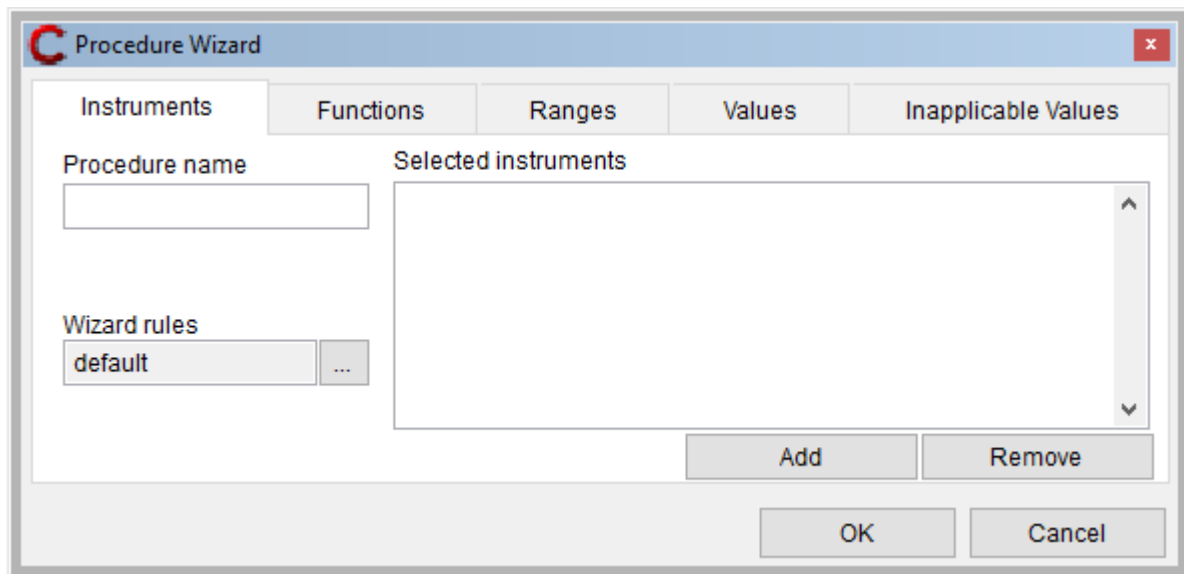 Procedure Wizard
Instruments Functions Ranges Values Inapplicable Values
Procedure name
Selected instruments
Wizard rules
default ...
Add Remove
OK Cancel